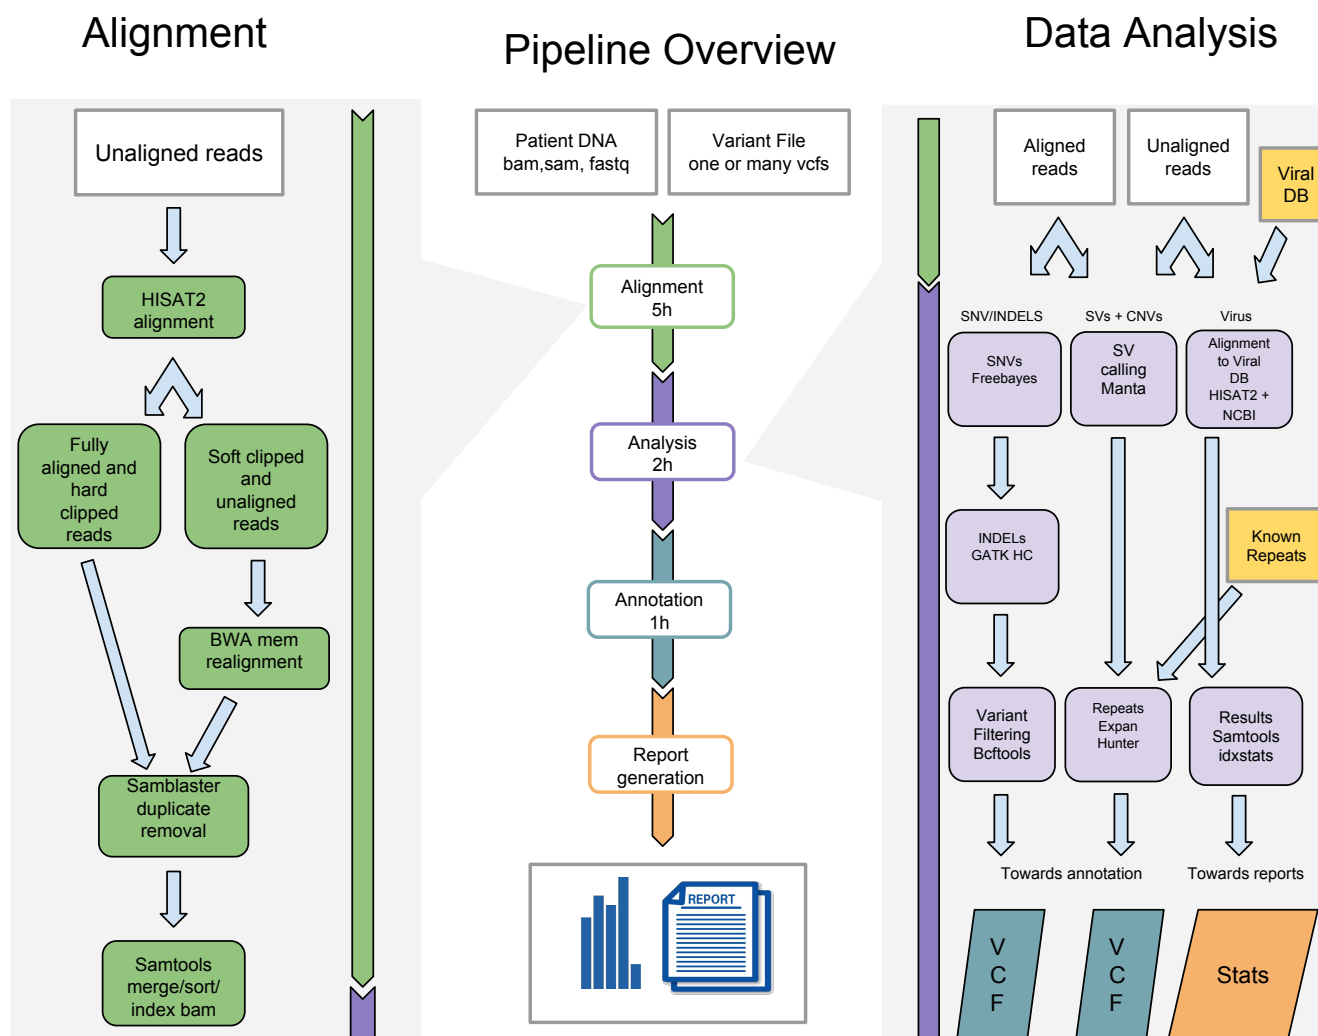 Alignment
Pipeline Overview
Data Analysis
Unaligned reads
HISAT2
alignment
Fully
aligned and
hard
clipped
reads
Soft clipped
and
unaligned
reads
BWA mem
realignment
Samblaster
duplicate
removal
Samtools
merge/sort/
index bam
Patient DNA
bam,sam, fastq
Variant File
one or many vcfs
Alignment
5h
Analysis
2h
Annotation
1h
Report
generation
REPORT
Aligned
reads
Unaligned
reads
Viral
DB
SNV/INDELS
SVs + CNVs
Virus
SNVs
Freebayes
SV
calling
Manta
Alignment
to Viral
DB
HISAT2 +
NCBI
INDELs
GATK HC
Known
Repeats
Variant
Filtering
Bcftools
Repeats
Expan
Hunter
Results
Samtools
idxstats
Towards annotation
Towards reports
V
C
F
V
C
F
Stats